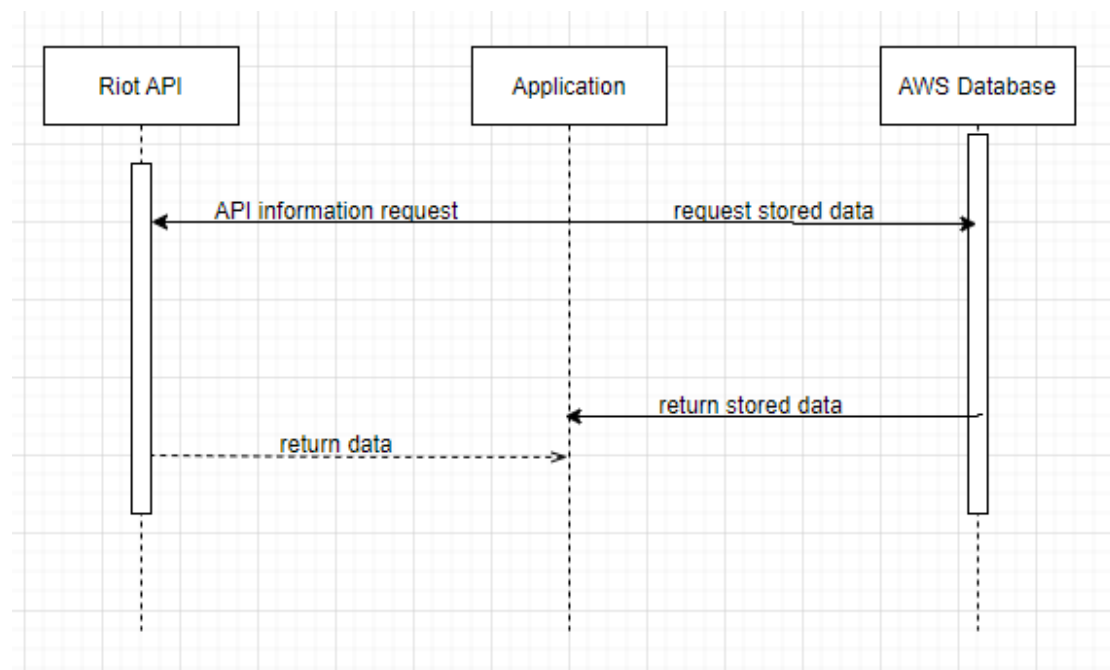 Riot API
Application
AWS Database
API information request
request stored data
return stored data
return data